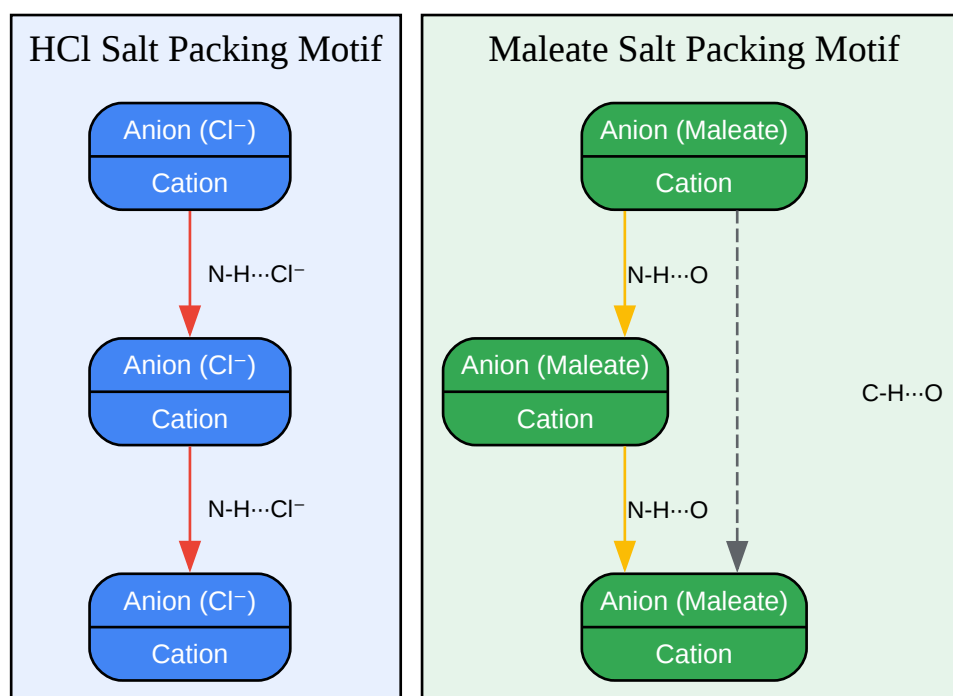 HCl Salt Packing Motif
Anion (Cl⁻)
Cation
N-H···Cl⁻
Anion (Cl⁻)
Cation
N-H···Cl⁻
Anion (Cl⁻)
Cation
Maleate Salt Packing Motif
Anion (Maleate)
Cation
N-H···O
Anion (Maleate)
Cation
C-H···O
N-H···O
Anion (Maleate)
Cation